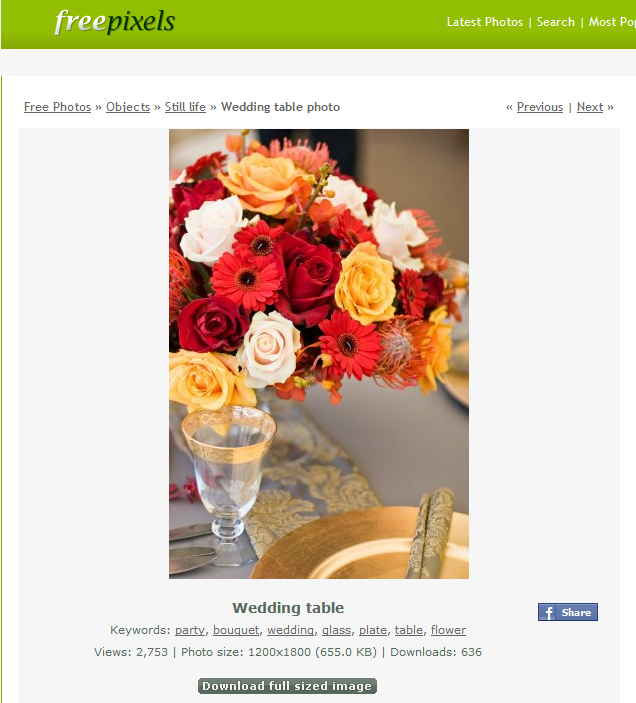 freepixels
Latest Photos | Search | Most Po
Free Photos » Objects » Still life » Wedding table photo
« Previous | Next »
Wedding table
f Share
Keywords: party, bouquet, wedding, glass, plate, table, flower
Views: 2,753 | Photo size: 1200x1800 (655.0 KB) | Downloads: 636
Download full sized image